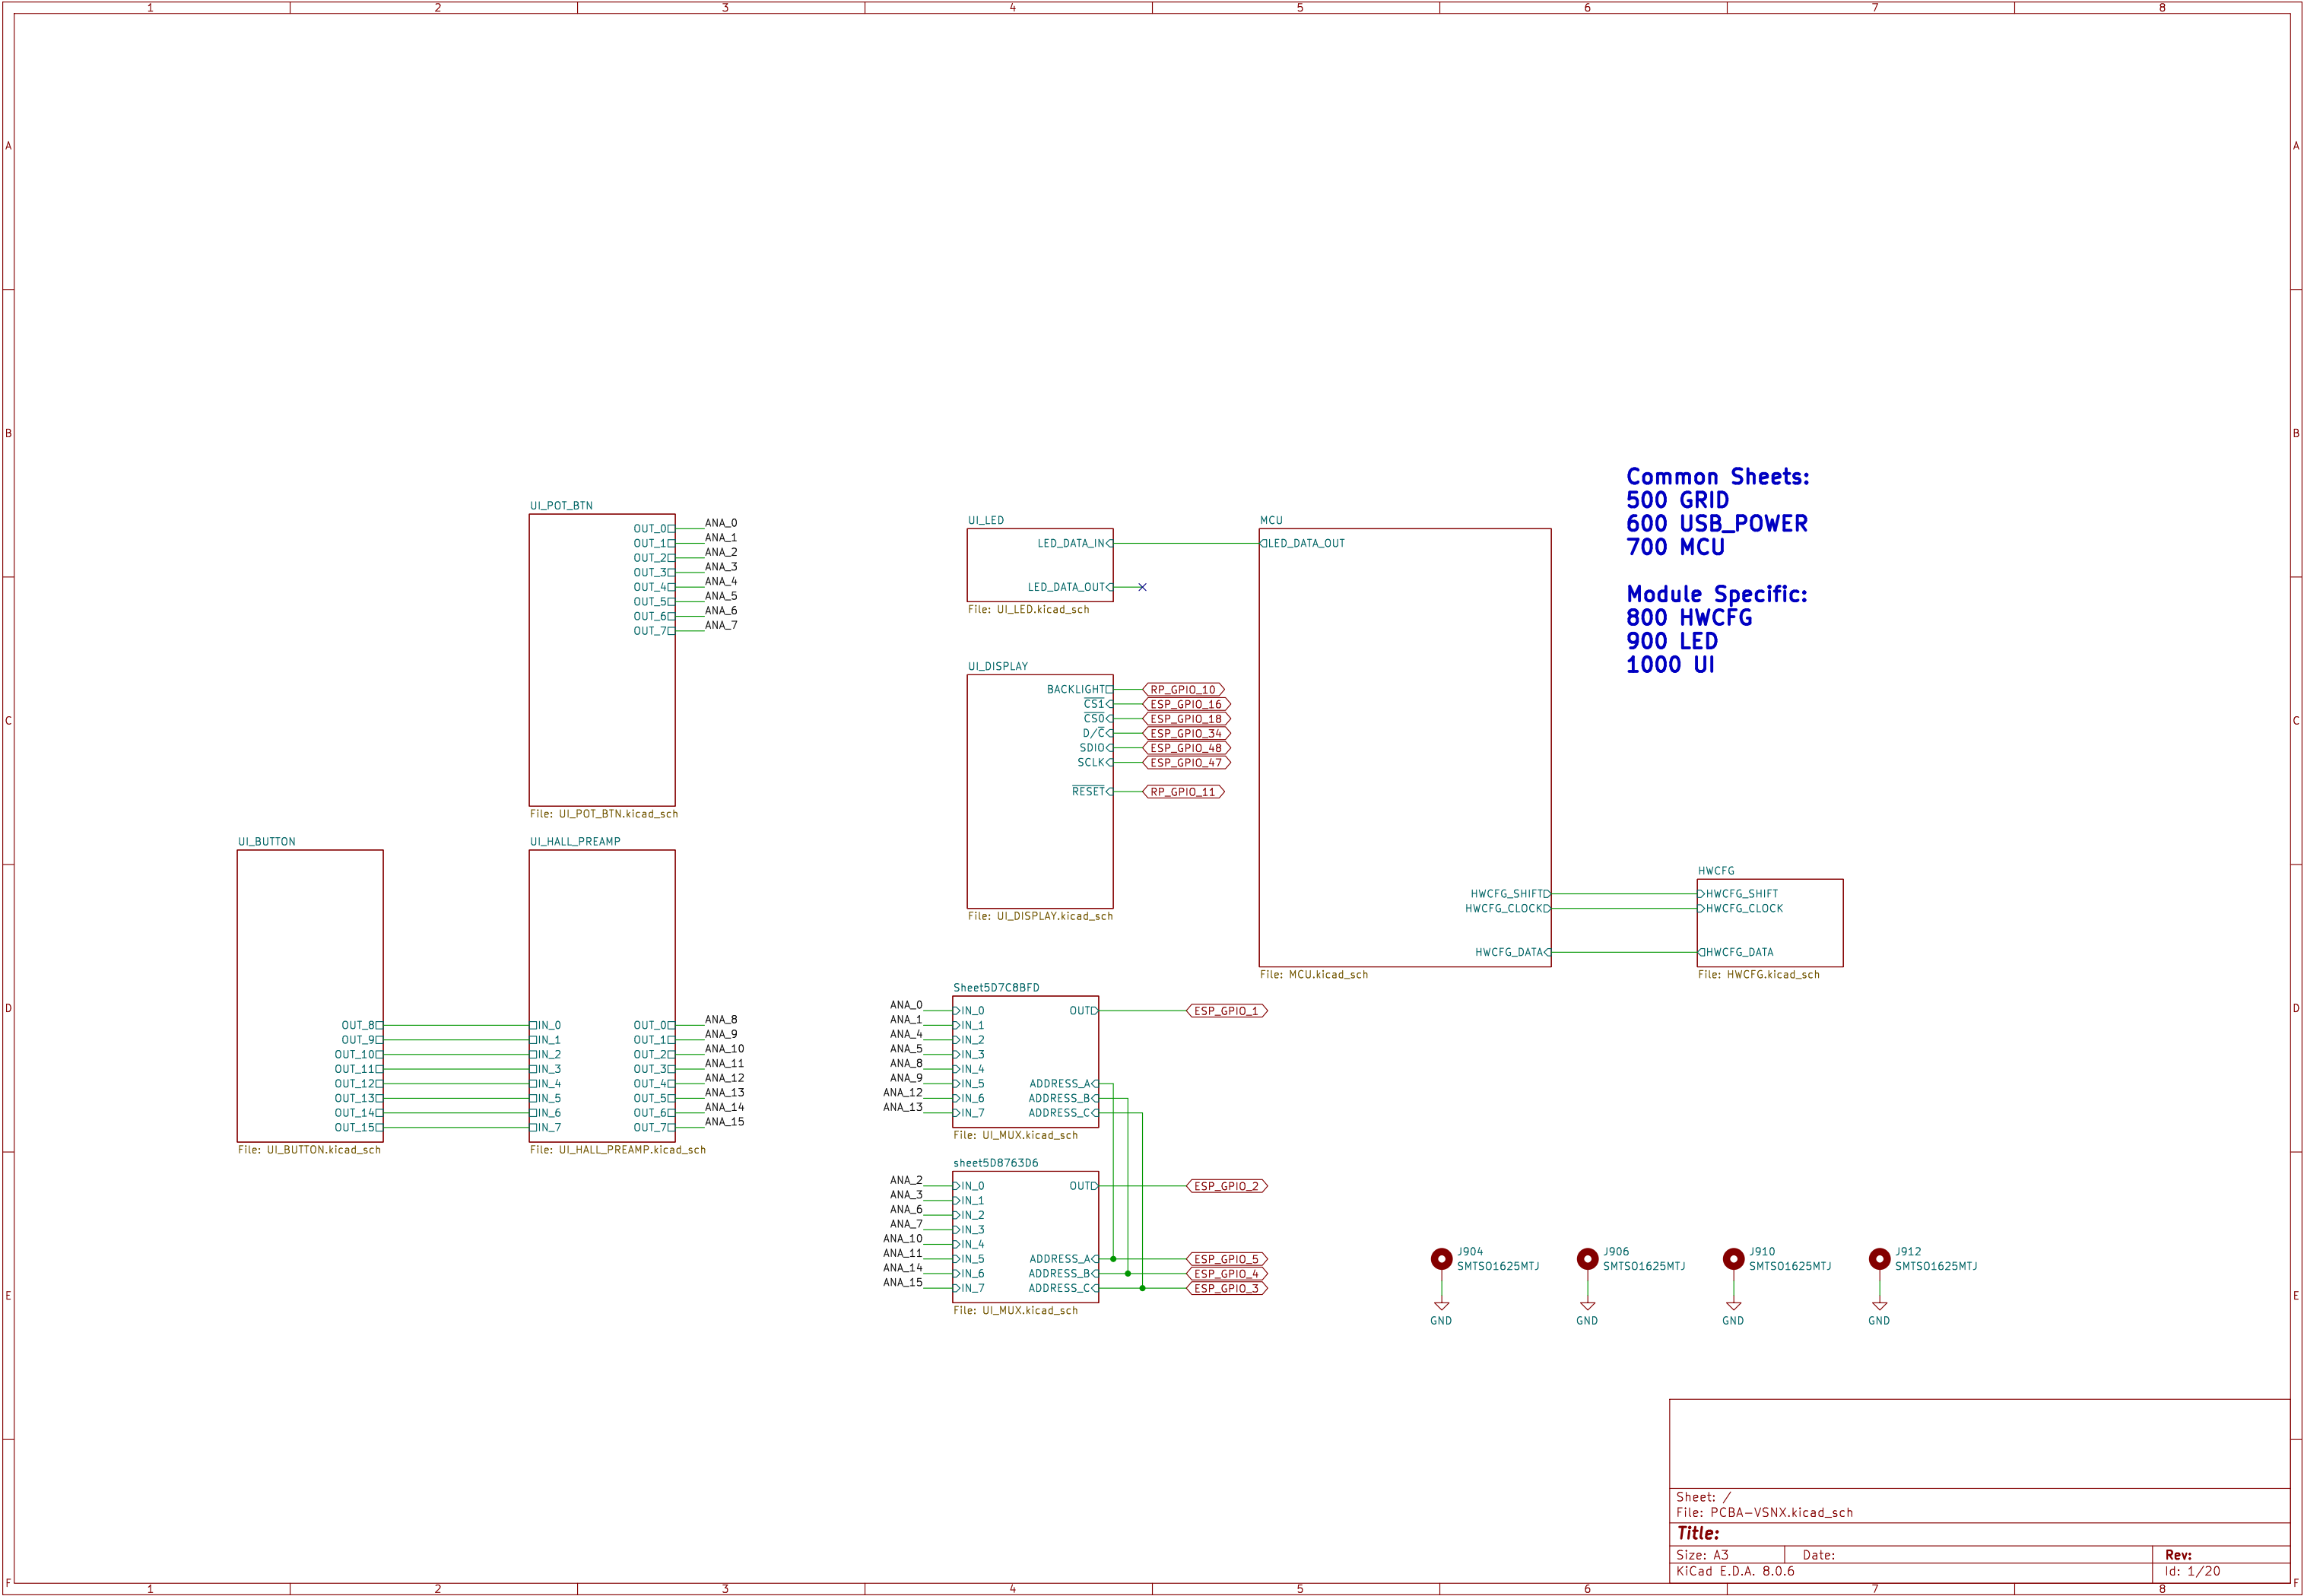 1 2 3 4 5 6 7 8
A A
B B
C C
D D
E E
F F
Common Sheets:
500 GRID
600 USB_POWER
700 MCU
Module Specific:
800 HWCFG
900 LED
1000 UI
UI_POT_BTN
OUT_0 ANA_0
OUT_1 ANA_1
OUT_2 ANA_2
OUT_3 ANA_3
OUT_4 ANA_4
OUT_5 ANA_5
OUT_6 ANA_6
OUT_7 ANA_7
File: UI_POT_BTN.kicad_sch
UI_LED
LED_DATA_IN
LED_DATA_OUT
File: UI_LED.kicad_sch
MCU
LED_DATA_OUT
HWCFG_SHIFT
HWCFG_CLOCK
HWCFG_DATA
File: MCU.kicad_sch
UI_DISPLAY
BACKLIGHT RP_GPIO_10
CS1 ESP_GPIO_16
CS0 ESP_GPIO_18
D/C ESP_GPIO_34
SDIO ESP_GPIO_48
SCLK ESP_GPIO_47
RESET RP_GPIO_11
File: UI_DISPLAY.kicad_sch
HWCFG
HWCFG_SHIFT
HWCFG_CLOCK
HWCFG_DATA
File: HWCFG.kicad_sch
UI_BUTTON
OUT_8
OUT_9
OUT_10
OUT_11
OUT_12
OUT_13
OUT_14
OUT_15
File: UI_BUTTON.kicad_sch
UI_HALL_PREAMP
IN_0 OUT_0 ANA_8
IN_1 OUT_1 ANA_9
IN_2 OUT_2 ANA_10
IN_3 OUT_3 ANA_11
IN_4 OUT_4 ANA_12
IN_5 OUT_5 ANA_13
IN_6 OUT_6 ANA_14
IN_7 OUT_7 ANA_15
File: UI_HALL_PREAMP.kicad_sch
Sheet5D7C8BFD
ANA_0 IN_0 OUT ESP_GPIO_1
ANA_1 IN_1
ANA_4 IN_2
ANA_5 IN_3
ANA_8 IN_4
ANA_9 IN_5 ADDRESS_A
ANA_12 IN_6 ADDRESS_B
ANA_13 IN_7 ADDRESS_C
File: UI_MUX.kicad_sch
sheet5D8763D6
ANA_2 IN_0 OUT ESP_GPIO_2
ANA_3 IN_1
ANA_6 IN_2
ANA_7 IN_3
ANA_10 IN_4
ANA_11 IN_5 ADDRESS_A ESP_GPIO_5
ANA_14 IN_6 ADDRESS_B ESP_GPIO_4
ANA_15 IN_7 ADDRESS_C ESP_GPIO_3
File: UI_MUX.kicad_sch
J904 J906 J910 J912
SMTSO1625MTJ SMTSO1625MTJ SMTSO1625MTJ SMTSO1625MTJ
GND GND GND GND
Sheet: /
File: PCBA-VSNX.kicad_sch
Title:
Size: A3 Date: Rev:
KiCad E.D.A. 8.0.6 Id: 1/20
1 2 3 4 5 6 7 8